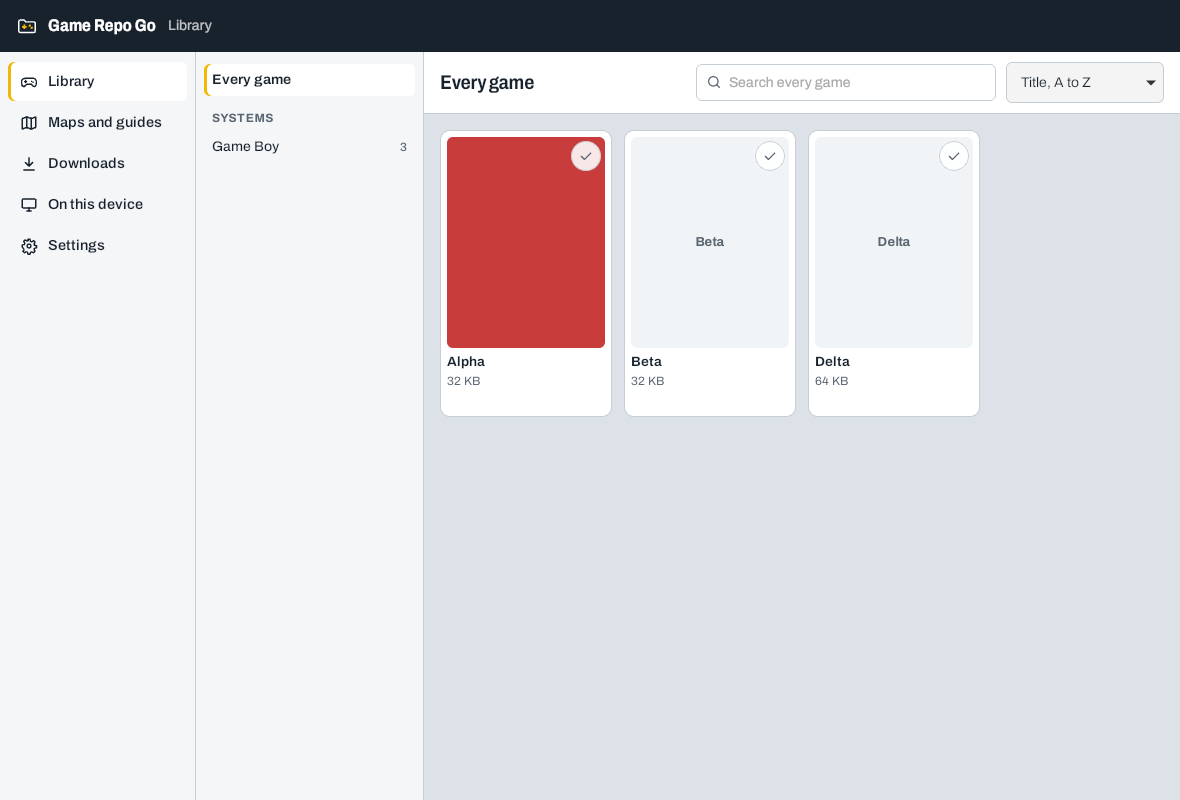 Game Repo Go Library
Library
Maps and guides
Downloads
On this device
Settings
Every game
SYSTEMS
Game Boy 3
Every game
Search every game
Title, A to Z
Beta
Delta
Alpha
32 KB
Beta
32 KB
Delta
64 KB